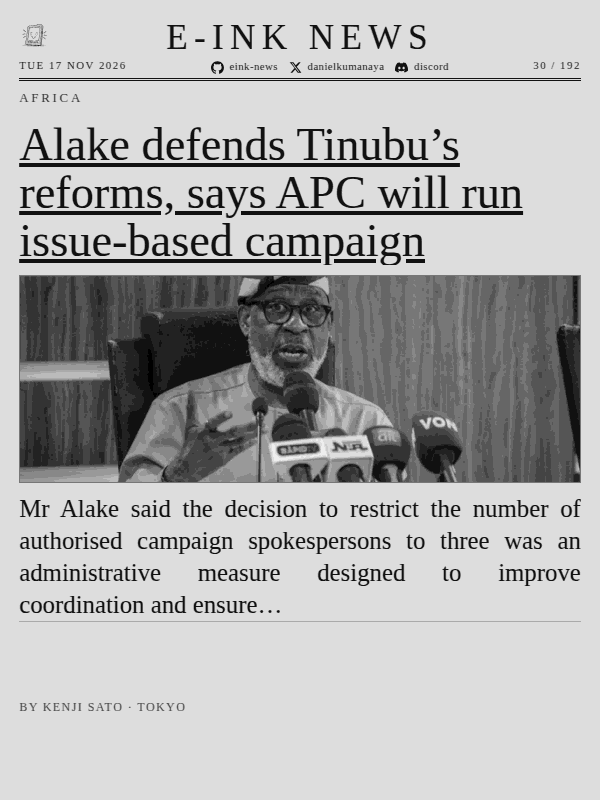 E-INK NEWS
TUE 17 NOV 2026
eink-news
danielkumanaya
discord
30 / 192
AFRICA
Alake defends Tinubu’s
reforms, says APC will run
issue-based campaign
VON
Mr Alake said the decision to restrict the number of
authorised campaign spokespersons to three was an
administrative measure designed to improve
coordination and ensure…
BY KENJI SATO · TOKYO